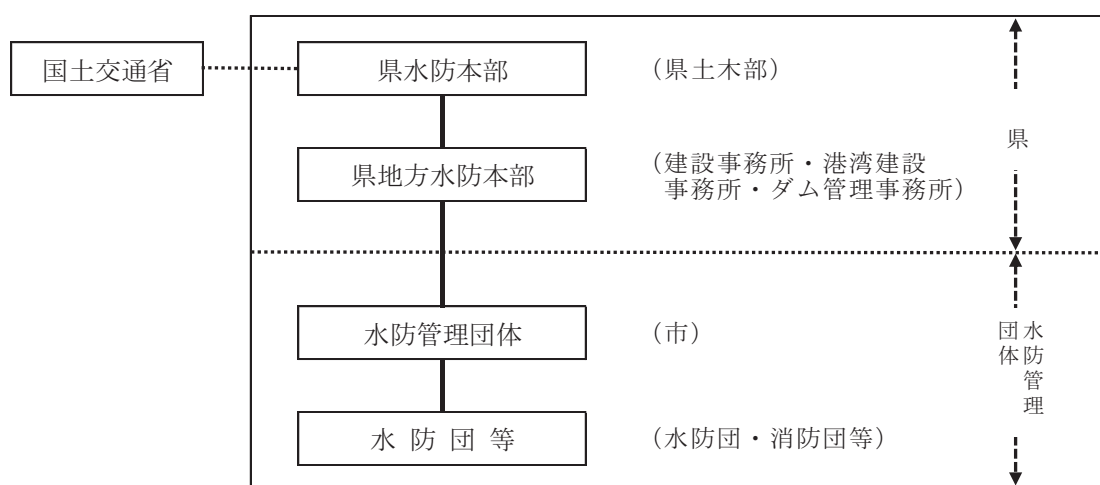 国土交通省
県水防本部
（県土木部）
県
県地方水防本部
（建設事務所・港湾建設
事務所・ダム管理事務所）
水防管理団体
（市）
水防管理
団体
水 防 団 等
（水防団・消防団等）